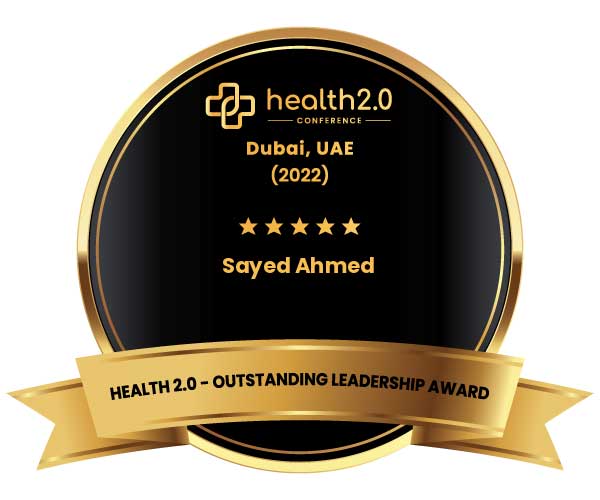 health2.0
CONFERENCE
Dubai, UAE
(2022)
Sayed Ahmed
HEALTH 2.0 - OUTSTANDING LEADERSHIP AWARD